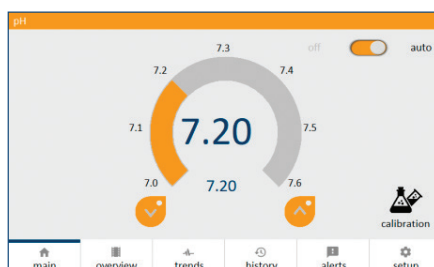 pH
off auto
7.3
7.2 7.4
7.1 7.20 7.5
7.0 7.20 7.6
calibration
main overview trends history alerts setup